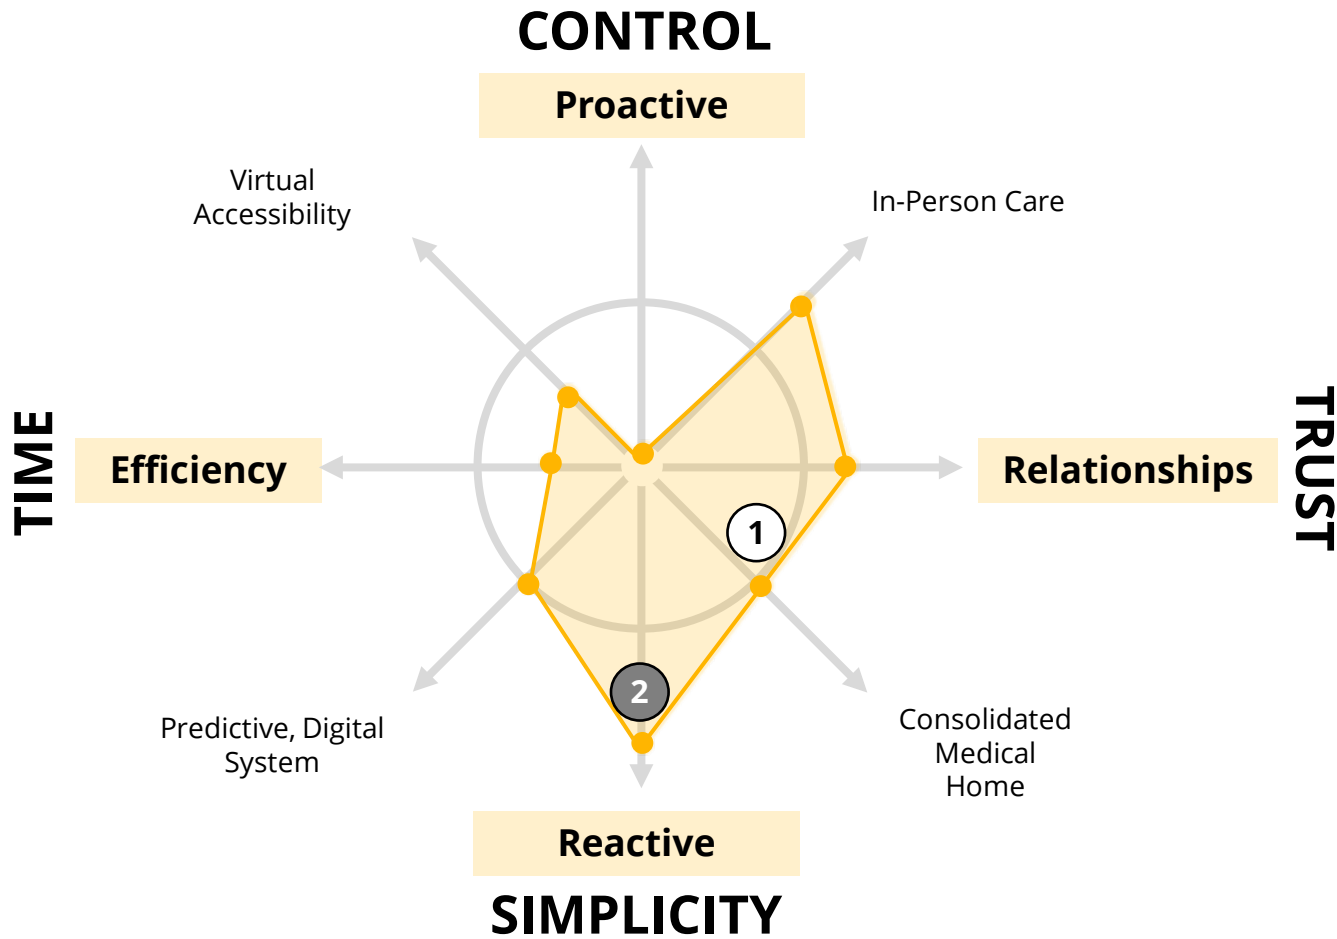 CONTROL
Proactive
Virtual
Accessibility
In-Person Care
TIME
Efficiency
Relationships
TRUST
1
2
Predictive, Digital
System
Consolidated
Medical
Home
Reactive
SIMPLICITY